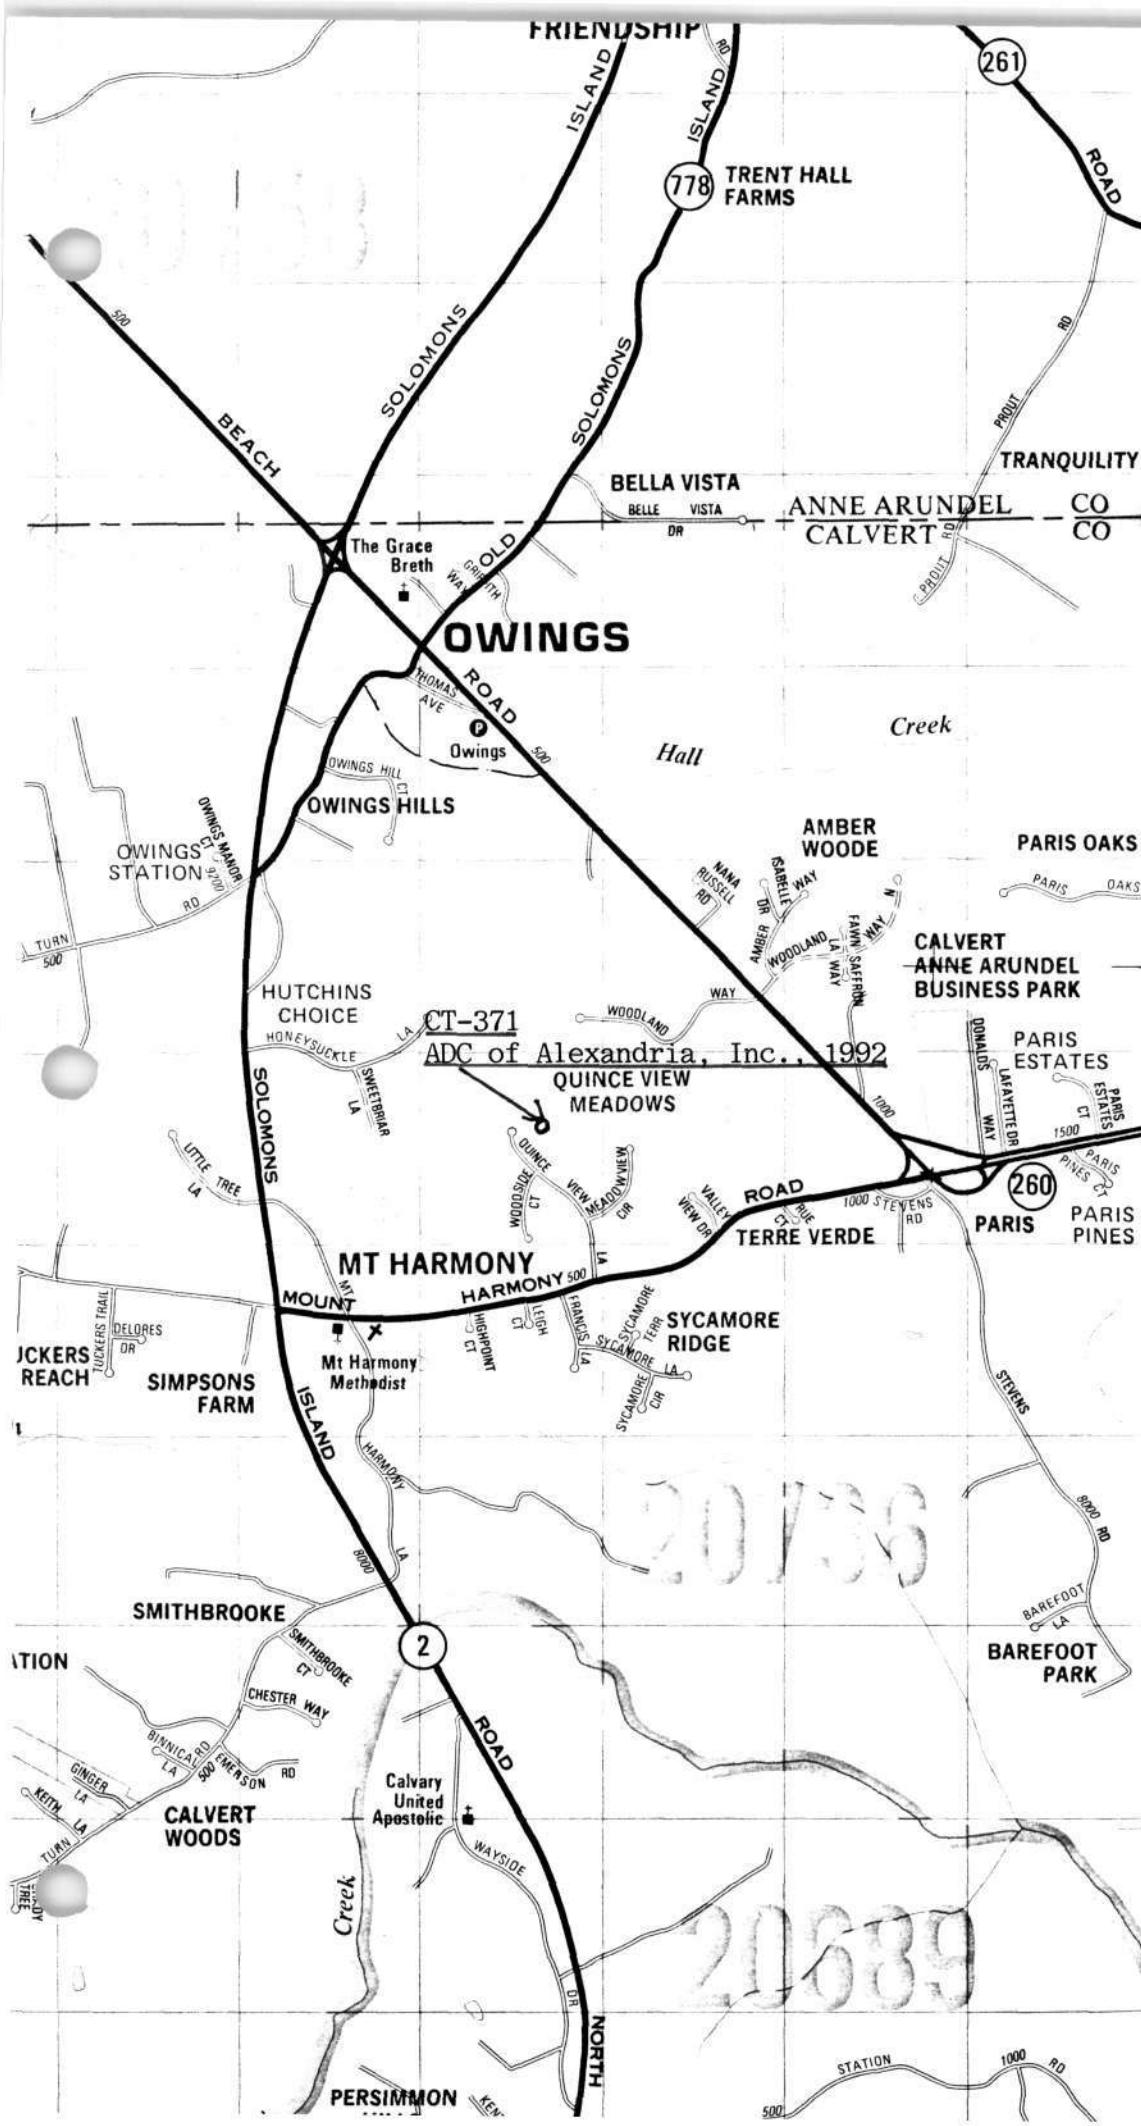 FRIENDSHIP
ISLAND
RD
ISLAND
261
ROAD
778
TRENT HALL
FARMS
500
SOLOMONS
SOLOMONS
RD
PROUT
BEACH
TRANQUILITY
BELLA VISTA
BELLE VISTA
DR
ANNE ARUNDEL CO
CALVERT CO
PROUT RD
The Grace
Breth
OLD
GRIFFITH
WAY
OWINGS
ROAD
THOMAS
AVE
P
Owings
500
Hall
Creek
OWINGS HILL
CT
OWINGS HILLS
OWINGS MANOR
CT
9200
OWINGS
STATION
RD
TURN
500
AMBER
WOODE
PARIS OAKS
PARIS OAKS
NANA
RUSSELL
RD
ISABELLE
DR
WAY
AMBER
WOODLAND
WAY
N
FAWN
LA
SAFFRON
WAY
CALVERT
ANNE ARUNDEL
BUSINESS PARK
HUTCHINS
CHOICE
HONEYSUCKLE
LA
SWEETBRIAR
LA
WOODLAND
WAY
CT-371
ADC of Alexandria, Inc., 1992
QUINCE VIEW
MEADOWS
DONALDS
WAY
LAFAYETTE DR
PARIS
ESTATES
PARIS
ESTATES
CT
1000
1500
SOLOMONS
LITTLE TREE
LA
QUINCE
VIEW
LA
WOODSIDE
CT
MEADOWVIEW
CIR
VALLEY
VIEW DR
ROAD
RUE
CT
1000 STEVENS
RD
260
PARIS
PINES CT
PARIS
PARIS
PINES
TERRE VERDE
MT HARMONY
MT
MOUNT
HARMONY 500
TUCKERS TRAIL
DELORES
DR
UCKERS
REACH
SIMPSONS
FARM
Mt Harmony
Methodist
HIGHPOINT
CT
LEIGH
CT
FRANCIS
LA
SYCAMORE
TERR
SYCAMORE LA
SYCAMORE
CIR
SYCAMORE
RIDGE
ISLAND
HARMONY
LA
STEVENS
8000
20736
8000 RD
SMITHBROOKE
SMITHBROOKE
CT
2
BAREFOOT
LA
BAREFOOT
PARK
ATION
CHESTER WAY
BINNICAL
LA
RD
500
EMERSON RD
GINGER
LA
KEITH LA
TURN
CALVERT
WOODS
ROAD
Calvary
United
Apostolic
WAYSIDE
DR
TREE
Creek
20689
NORTH
PERSIMMON
STATION 1000 RD
500